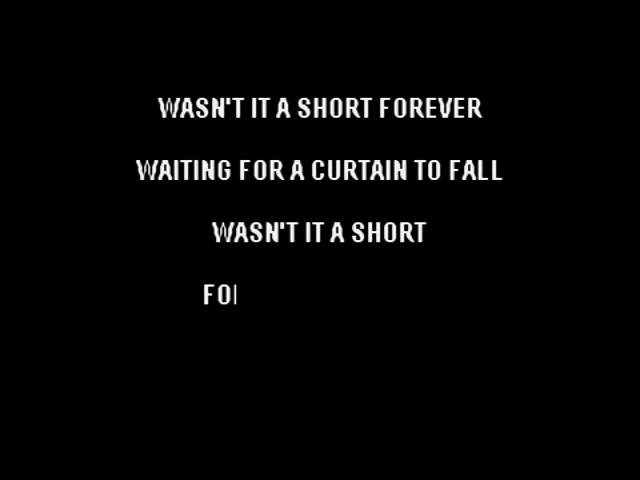 WASN'T IT A SHORT FOREVER
WAITING FOR A CURTAIN TO FALL
WASN'T IT A SHORT